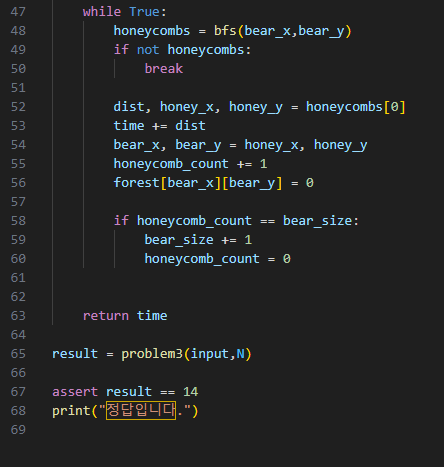 47 while True:
48 honeycombs = bfs(bear_x,bear_y)
49 if not honeycombs:
50 break
51
52 dist, honey_x, honey_y = honeycombs[0]
53 time += dist
54 bear_x, bear_y = honey_x, honey_y
55 honeycomb_count += 1
56 forest[bear_x][bear_y] = 0
57
58 if honeycomb_count == bear_size:
59 bear_size += 1
60 honeycomb_count = 0
61
62
63 return time
64
65 result = problem3(input,N)
66
67 assert result == 14
68 print("정답입니다.")
69